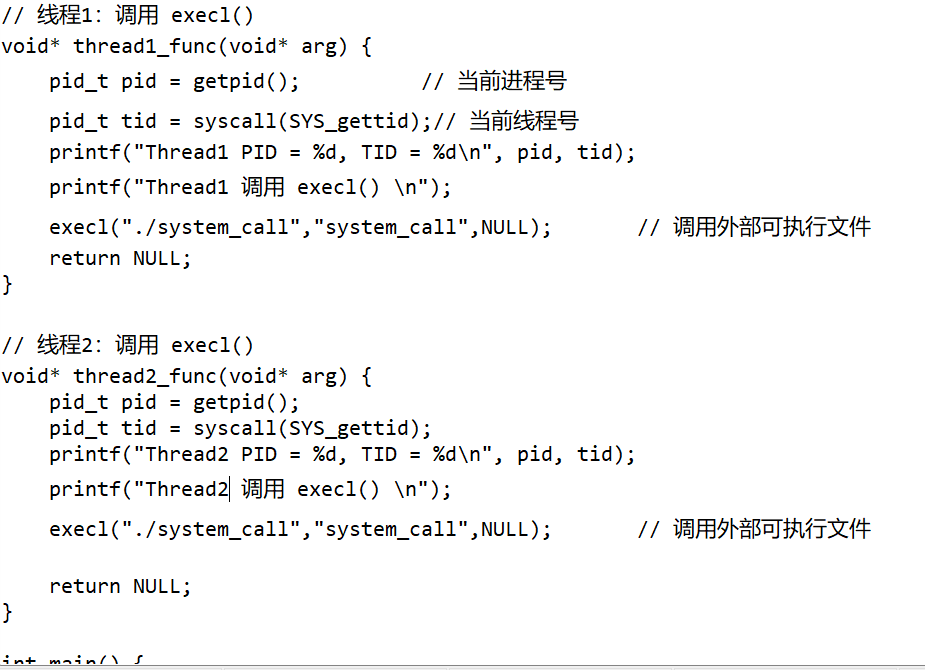 // 线程1: 调用 execl()
void* thread1_func(void* arg) {
    pid_t pid = getpid();          // 当前进程号
    pid_t tid = syscall(SYS_gettid);// 当前线程号
    printf("Thread1 PID = %d, TID = %d\n", pid, tid);
    printf("Thread1 调用 execl() \n");
    execl("./system_call","system_call",NULL);       // 调用外部可执行文件
    return NULL;
}
// 线程2: 调用 execl()
void* thread2_func(void* arg) {
    pid_t pid = getpid();
    pid_t tid = syscall(SYS_gettid);
    printf("Thread2 PID = %d, TID = %d\n", pid, tid);
    printf("Thread2 调用 execl() \n");
    execl("./system_call","system_call",NULL);       // 调用外部可执行文件
    return NULL;
}
int main() {